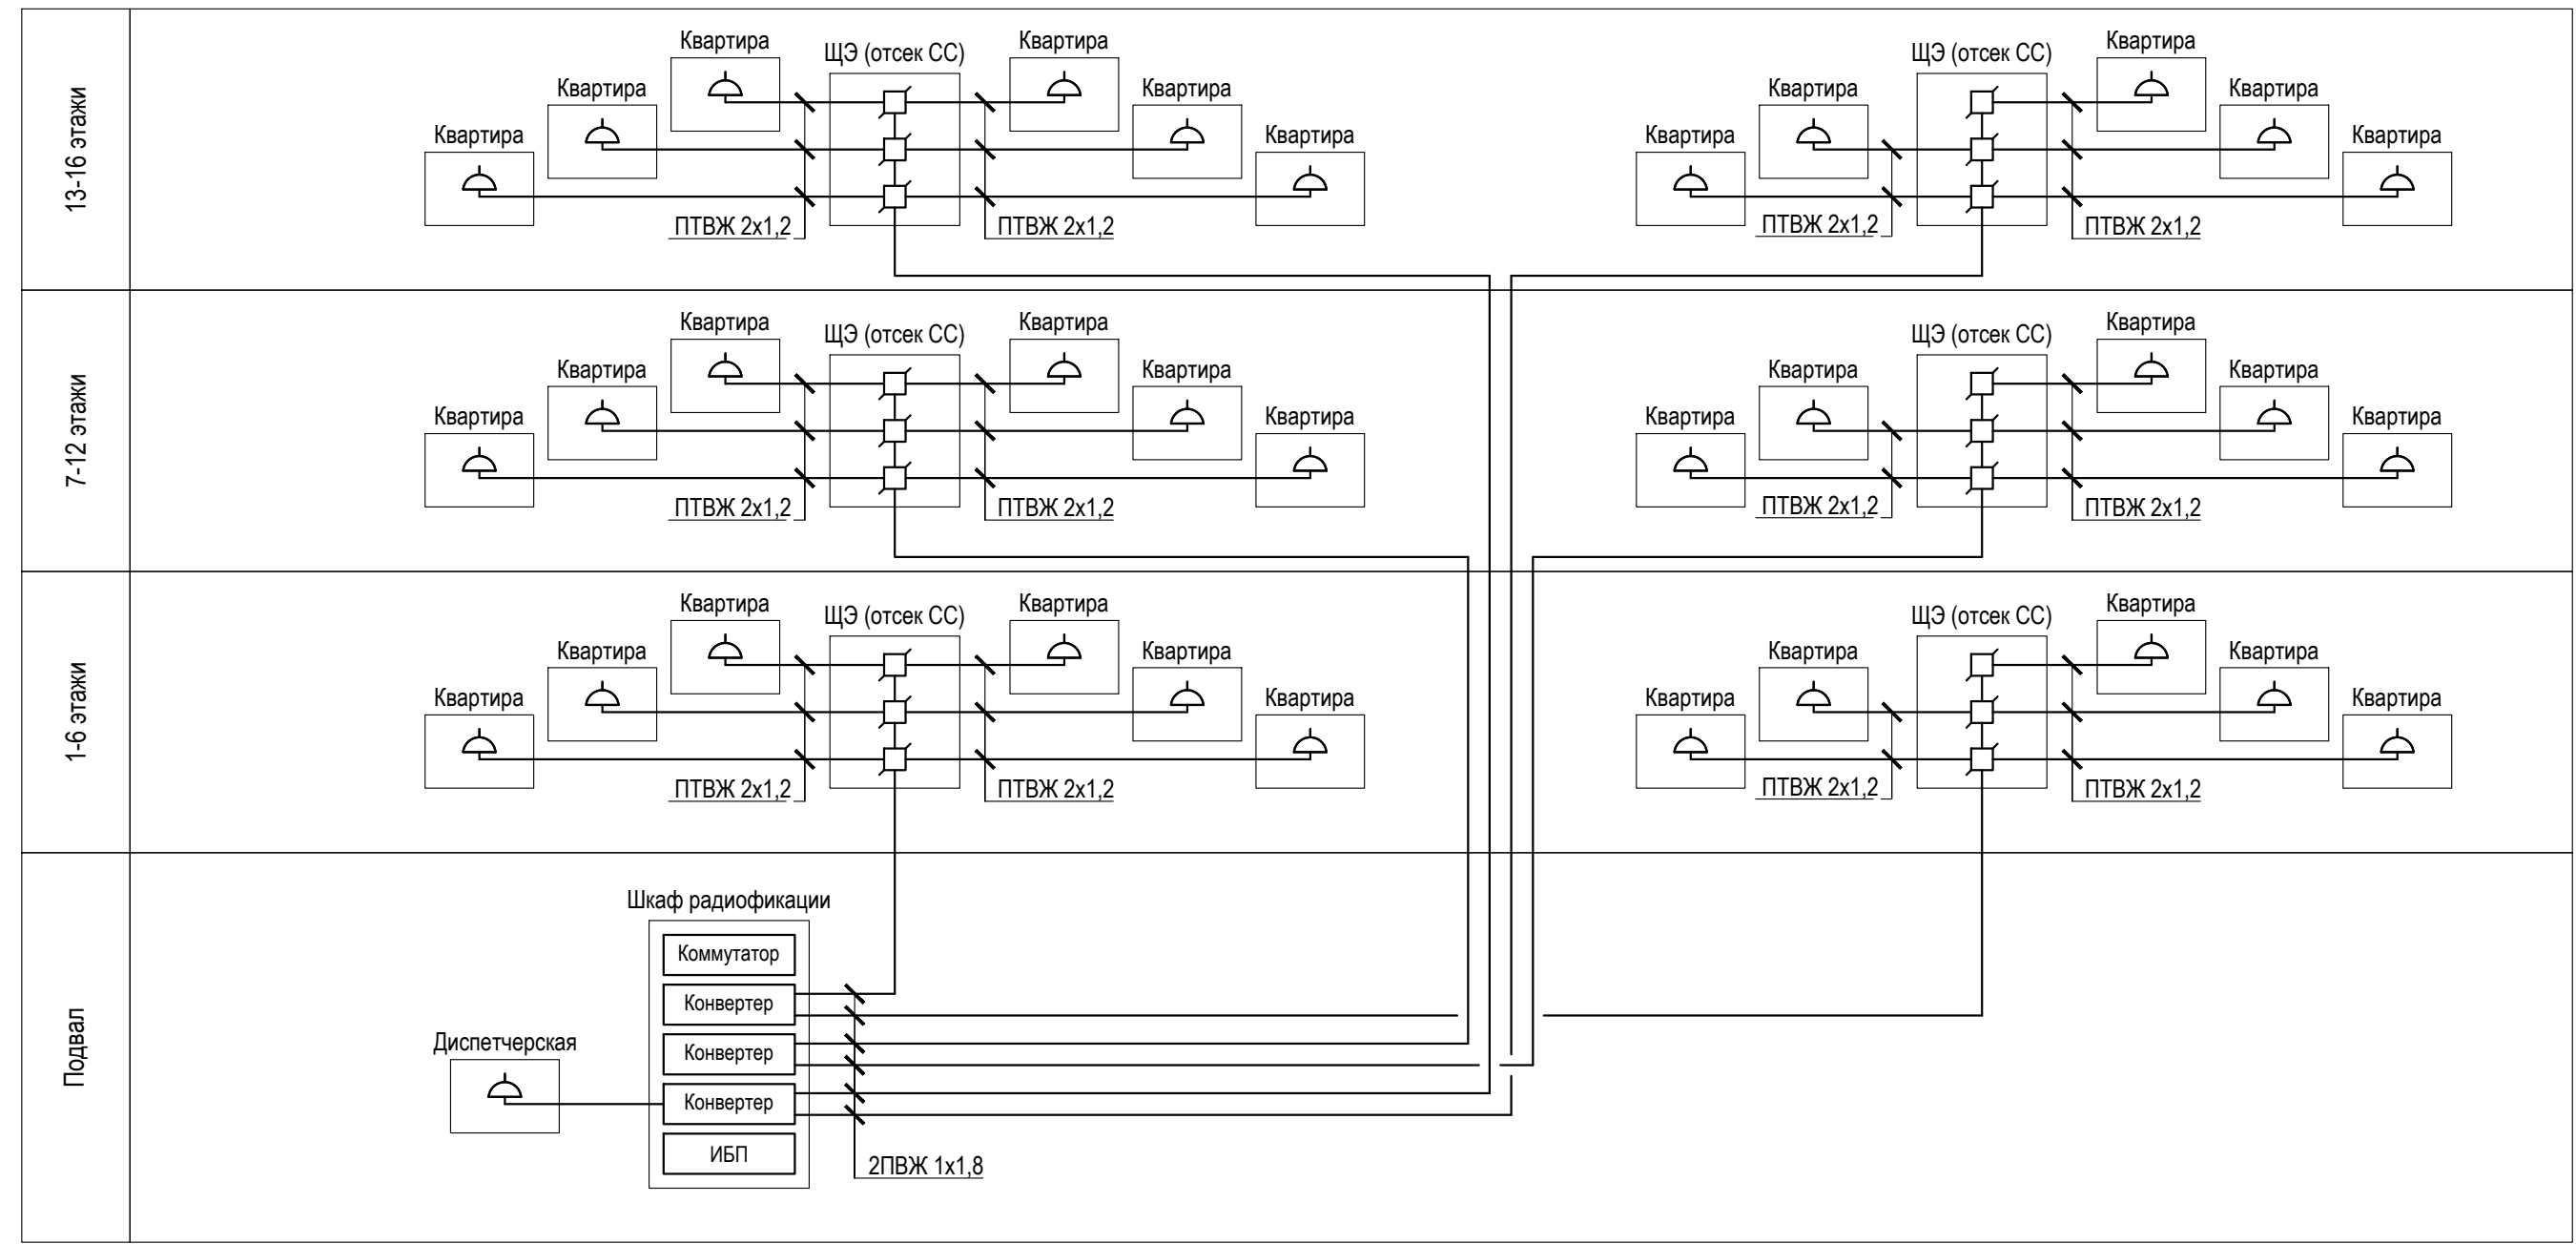 13-16 этажи
Квартира
Квартира
Квартира
ЩЭ (отсек СС)
Квартира
Квартира
Квартира
ПТВЖ 2х1,2
ПТВЖ 2х1,2
Квартира
Квартира
ЩЭ (отсек СС)
Квартира
Квартира
Квартира
ПТВЖ 2х1,2
ПТВЖ 2х1,2
7-12 этажи
Квартира
Квартира
Квартира
ЩЭ (отсек СС)
Квартира
Квартира
Квартира
ПТВЖ 2х1,2
ПТВЖ 2х1,2
Квартира
Квартира
ЩЭ (отсек СС)
Квартира
Квартира
Квартира
ПТВЖ 2х1,2
ПТВЖ 2х1,2
1-6 этажи
Квартира
Квартира
Квартира
ЩЭ (отсек СС)
Квартира
Квартира
Квартира
ПТВЖ 2х1,2
ПТВЖ 2х1,2
Квартира
Квартира
ЩЭ (отсек СС)
Квартира
Квартира
Квартира
ПТВЖ 2х1,2
ПТВЖ 2х1,2
Подвал
Диспетчерская
Шкаф радиофикации
Коммутатор
Конвертер
Конвертер
Конвертер
ИБП
2ПВЖ 1х1,8